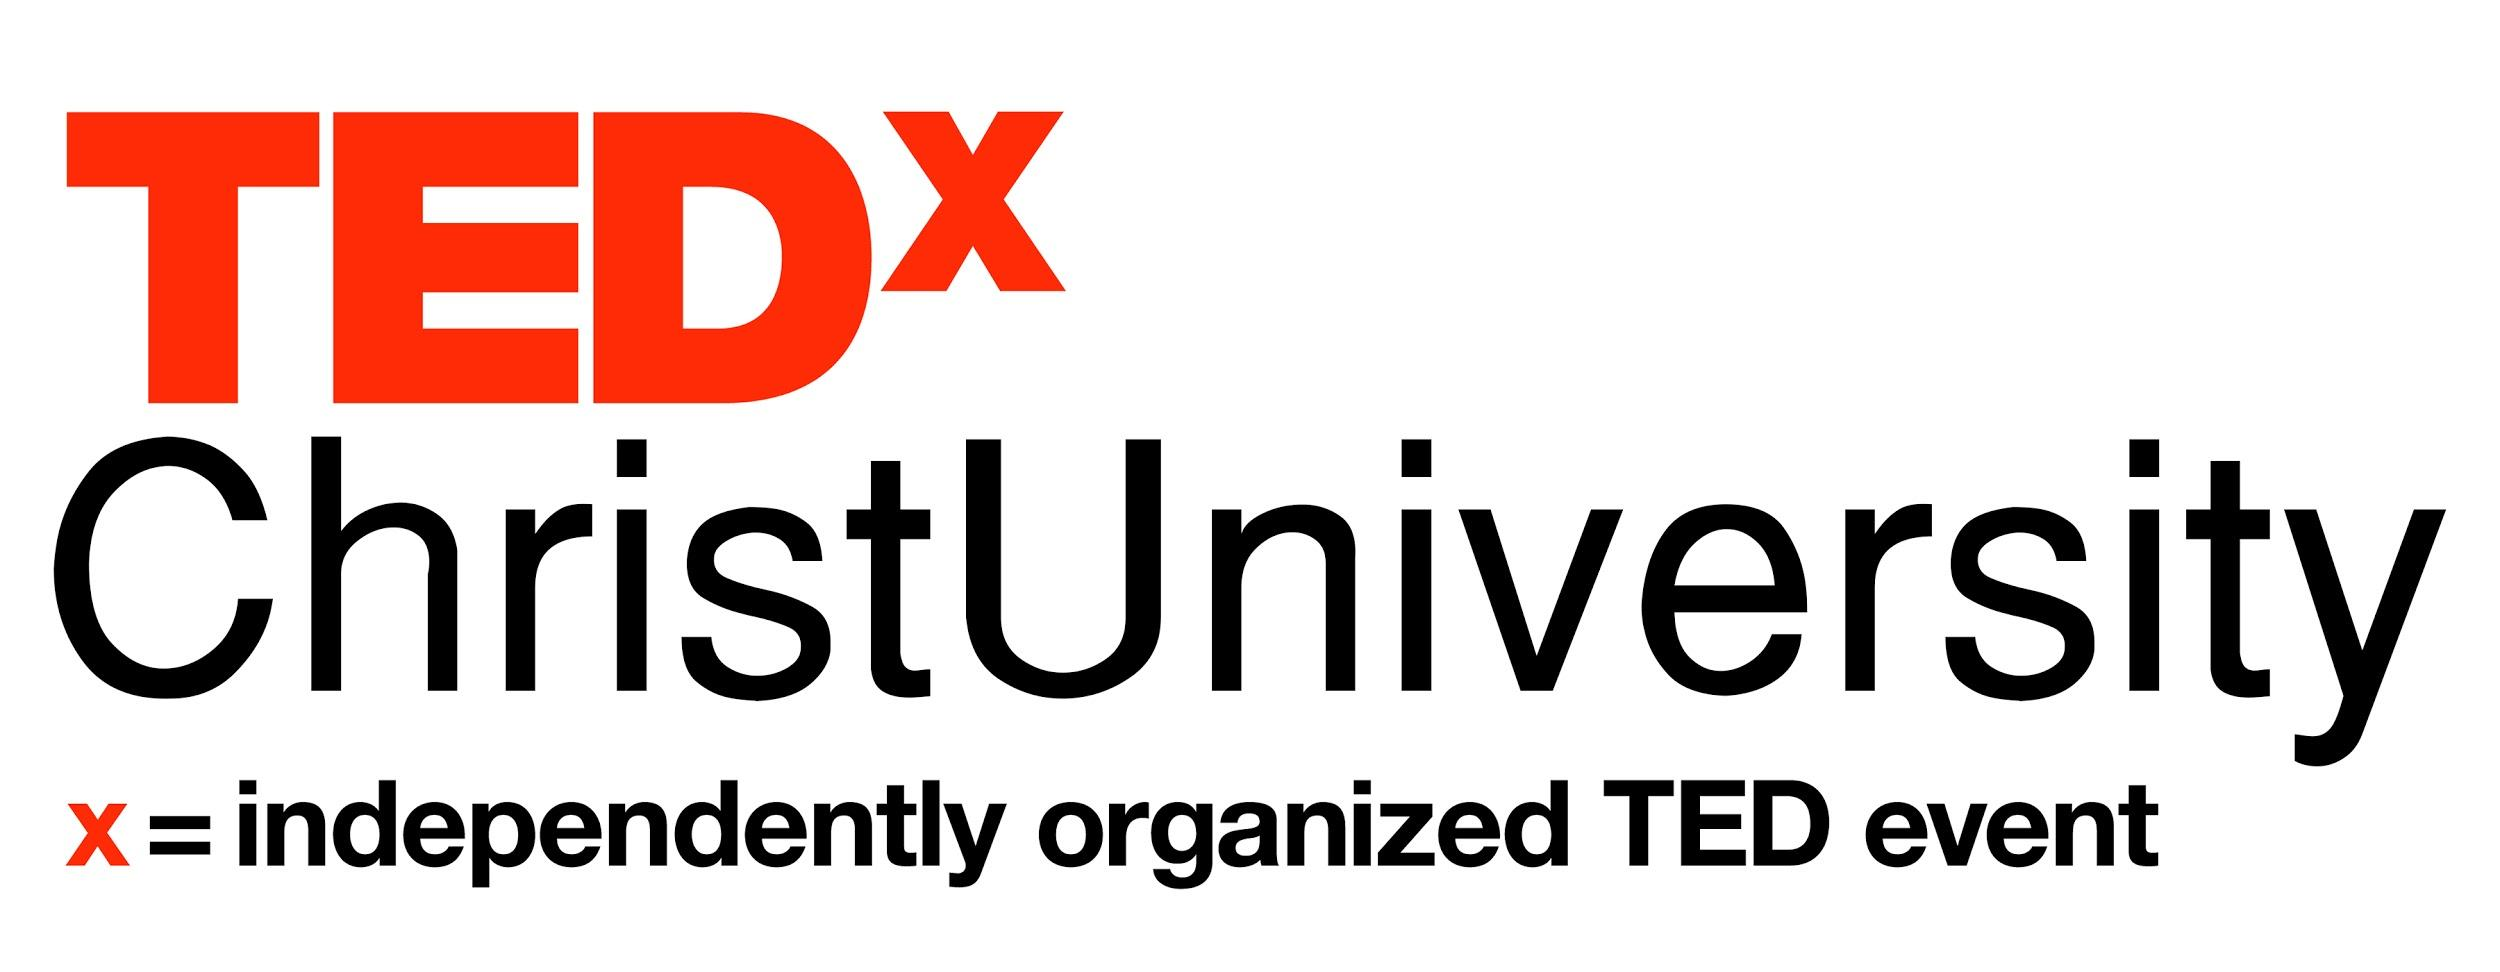 TEDx
ChristUniversity
x = independently organized TED event